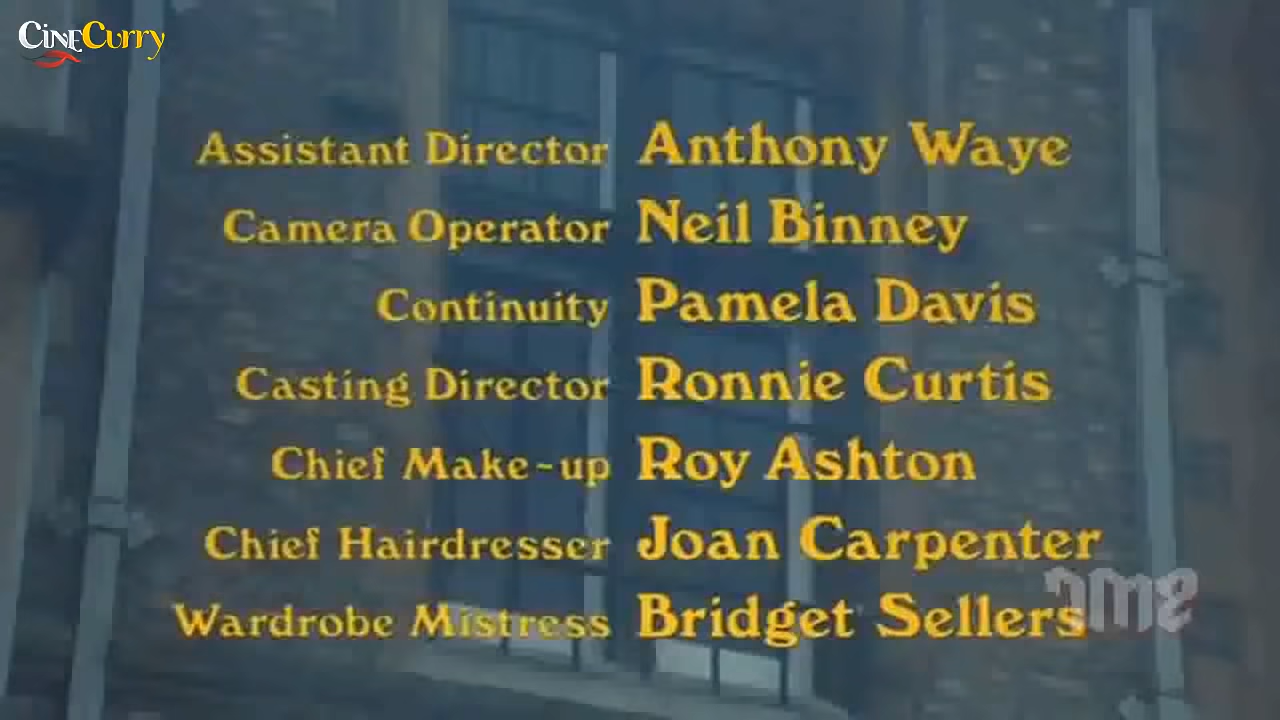 CineCurry
Assistant Director Anthony Waye
Camera Operator Neil Binney
Continuity Pamela Davis
Casting Director Ronnie Curtis
Chief Make-up Roy Ashton
Chief Hairdresser Joan Carpenter
Wardrobe Mistress Bridget Sellers